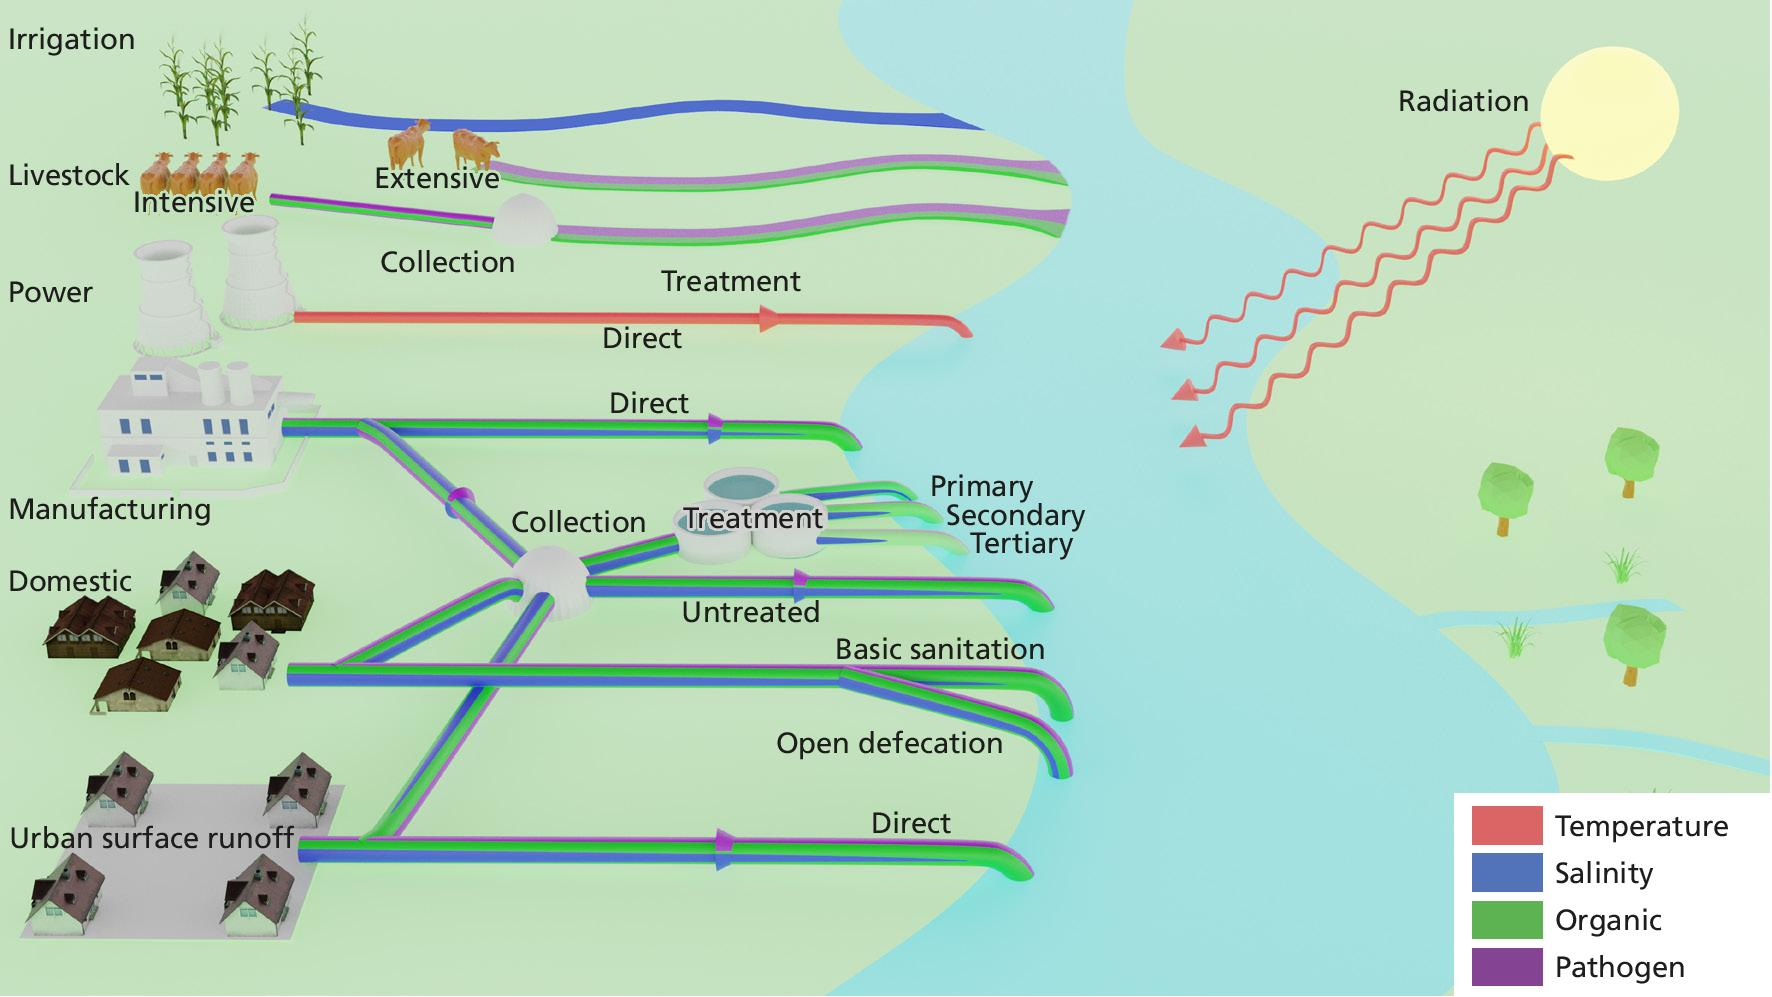 Irrigation
Radiation
Livestock
Extensive
Intensive
Collection
Treatment
Power
Direct
Direct
Primary
Secondary
Tertiary
Collection
Treatment
Manufacturing
Domestic
Untreated
Basic sanitation
Open defecation
Direct
Urban surface runoff
Temperature
Salinity
Organic
Pathogen